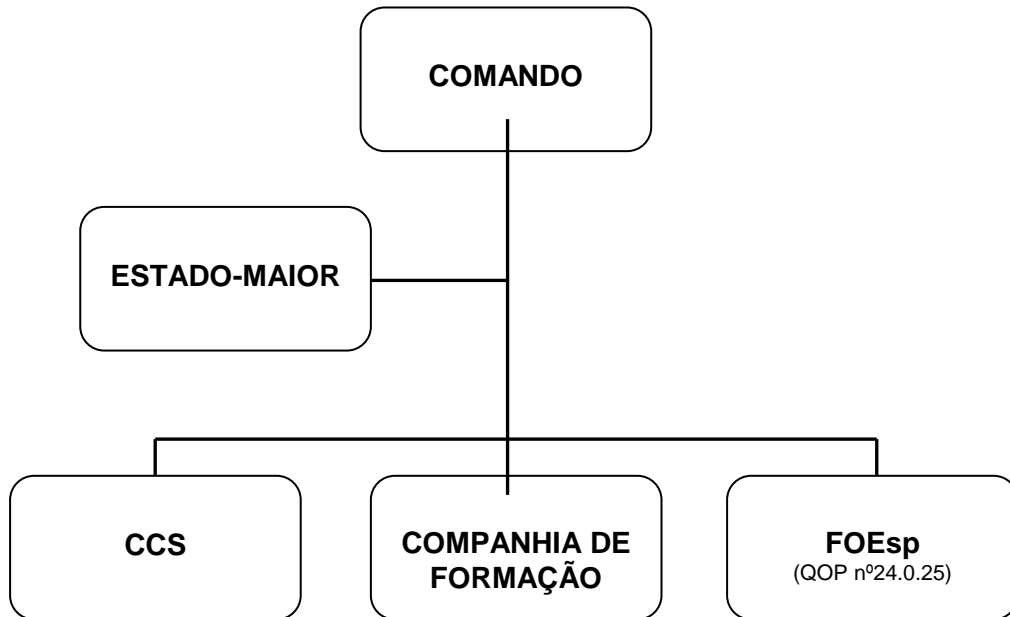 COMANDO
ESTADO-MAIOR
CCS
COMPANHIA DE
FORMAÇÃO
FOEsp
(QOP nº24.0.25)